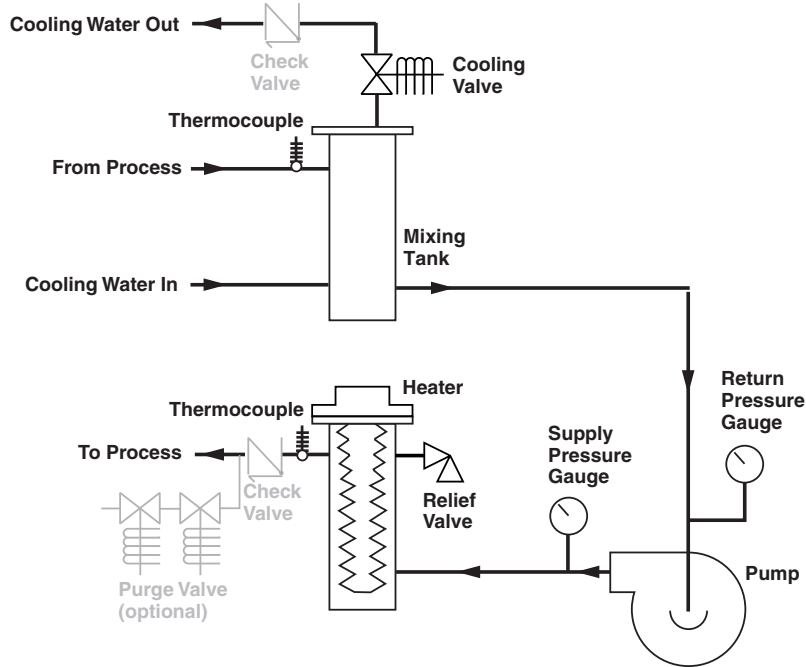 Cooling Water Out
Check
Valve
Cooling
Valve
Thermocouple
From Process
Mixing
Tank
Cooling Water In
Heater
Return
Pressure
Gauge
Thermocouple
To Process
Supply
Pressure
Gauge
Check
Valve
Relief
Valve
Pump
Purge Valve
(optional)